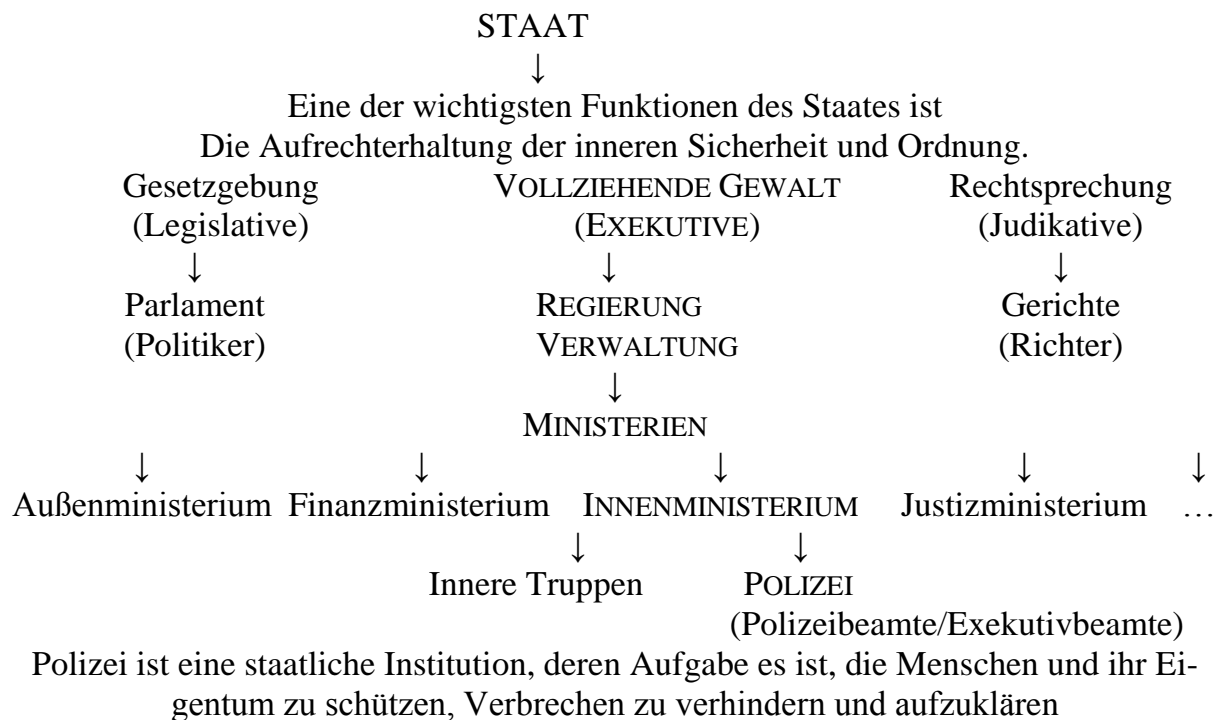 STAAT
↓
Eine der wichtigsten Funktionen des Staates ist
Die Aufrechterhaltung der inneren Sicherheit und Ordnung.
Gesetzgebung VOLLZIEHENDE GEWALT Rechtsprechung
(Legislative) (EXEKUTIVE) (Judikative)
↓ ↓ ↓
Parlament REGIERUNG Gerichte
(Politiker) VERWALTUNG (Richter)
↓
MINISTERIEN
↓ ↓ ↓ ↓ ↓
Außenministerium Finanzministerium INNENMINISTERIUM Justizministerium …
↓ ↓
Innere Truppen POLIZEI
(Polizeibeamte/Exekutivbeamte)
Polizei ist eine staatliche Institution, deren Aufgabe es ist, die Menschen und ihr Ei-
gentum zu schützen, Verbrechen zu verhindern und aufzuklären